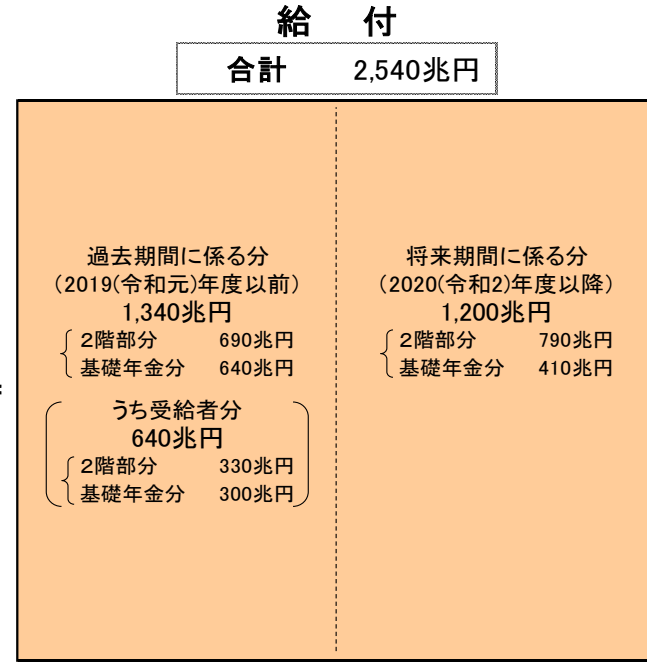 給 付
合計 2,540兆円
過去期間に係る分
(2019(令和元)年度以前)
1,340兆円
2階部分 690兆円
基礎年金分 640兆円
うち受給者分
640兆円
2階部分 330兆円
基礎年金分 300兆円
将来期間に係る分
(2020(令和2)年度以降)
1,200兆円
2階部分 790兆円
基礎年金分 410兆円